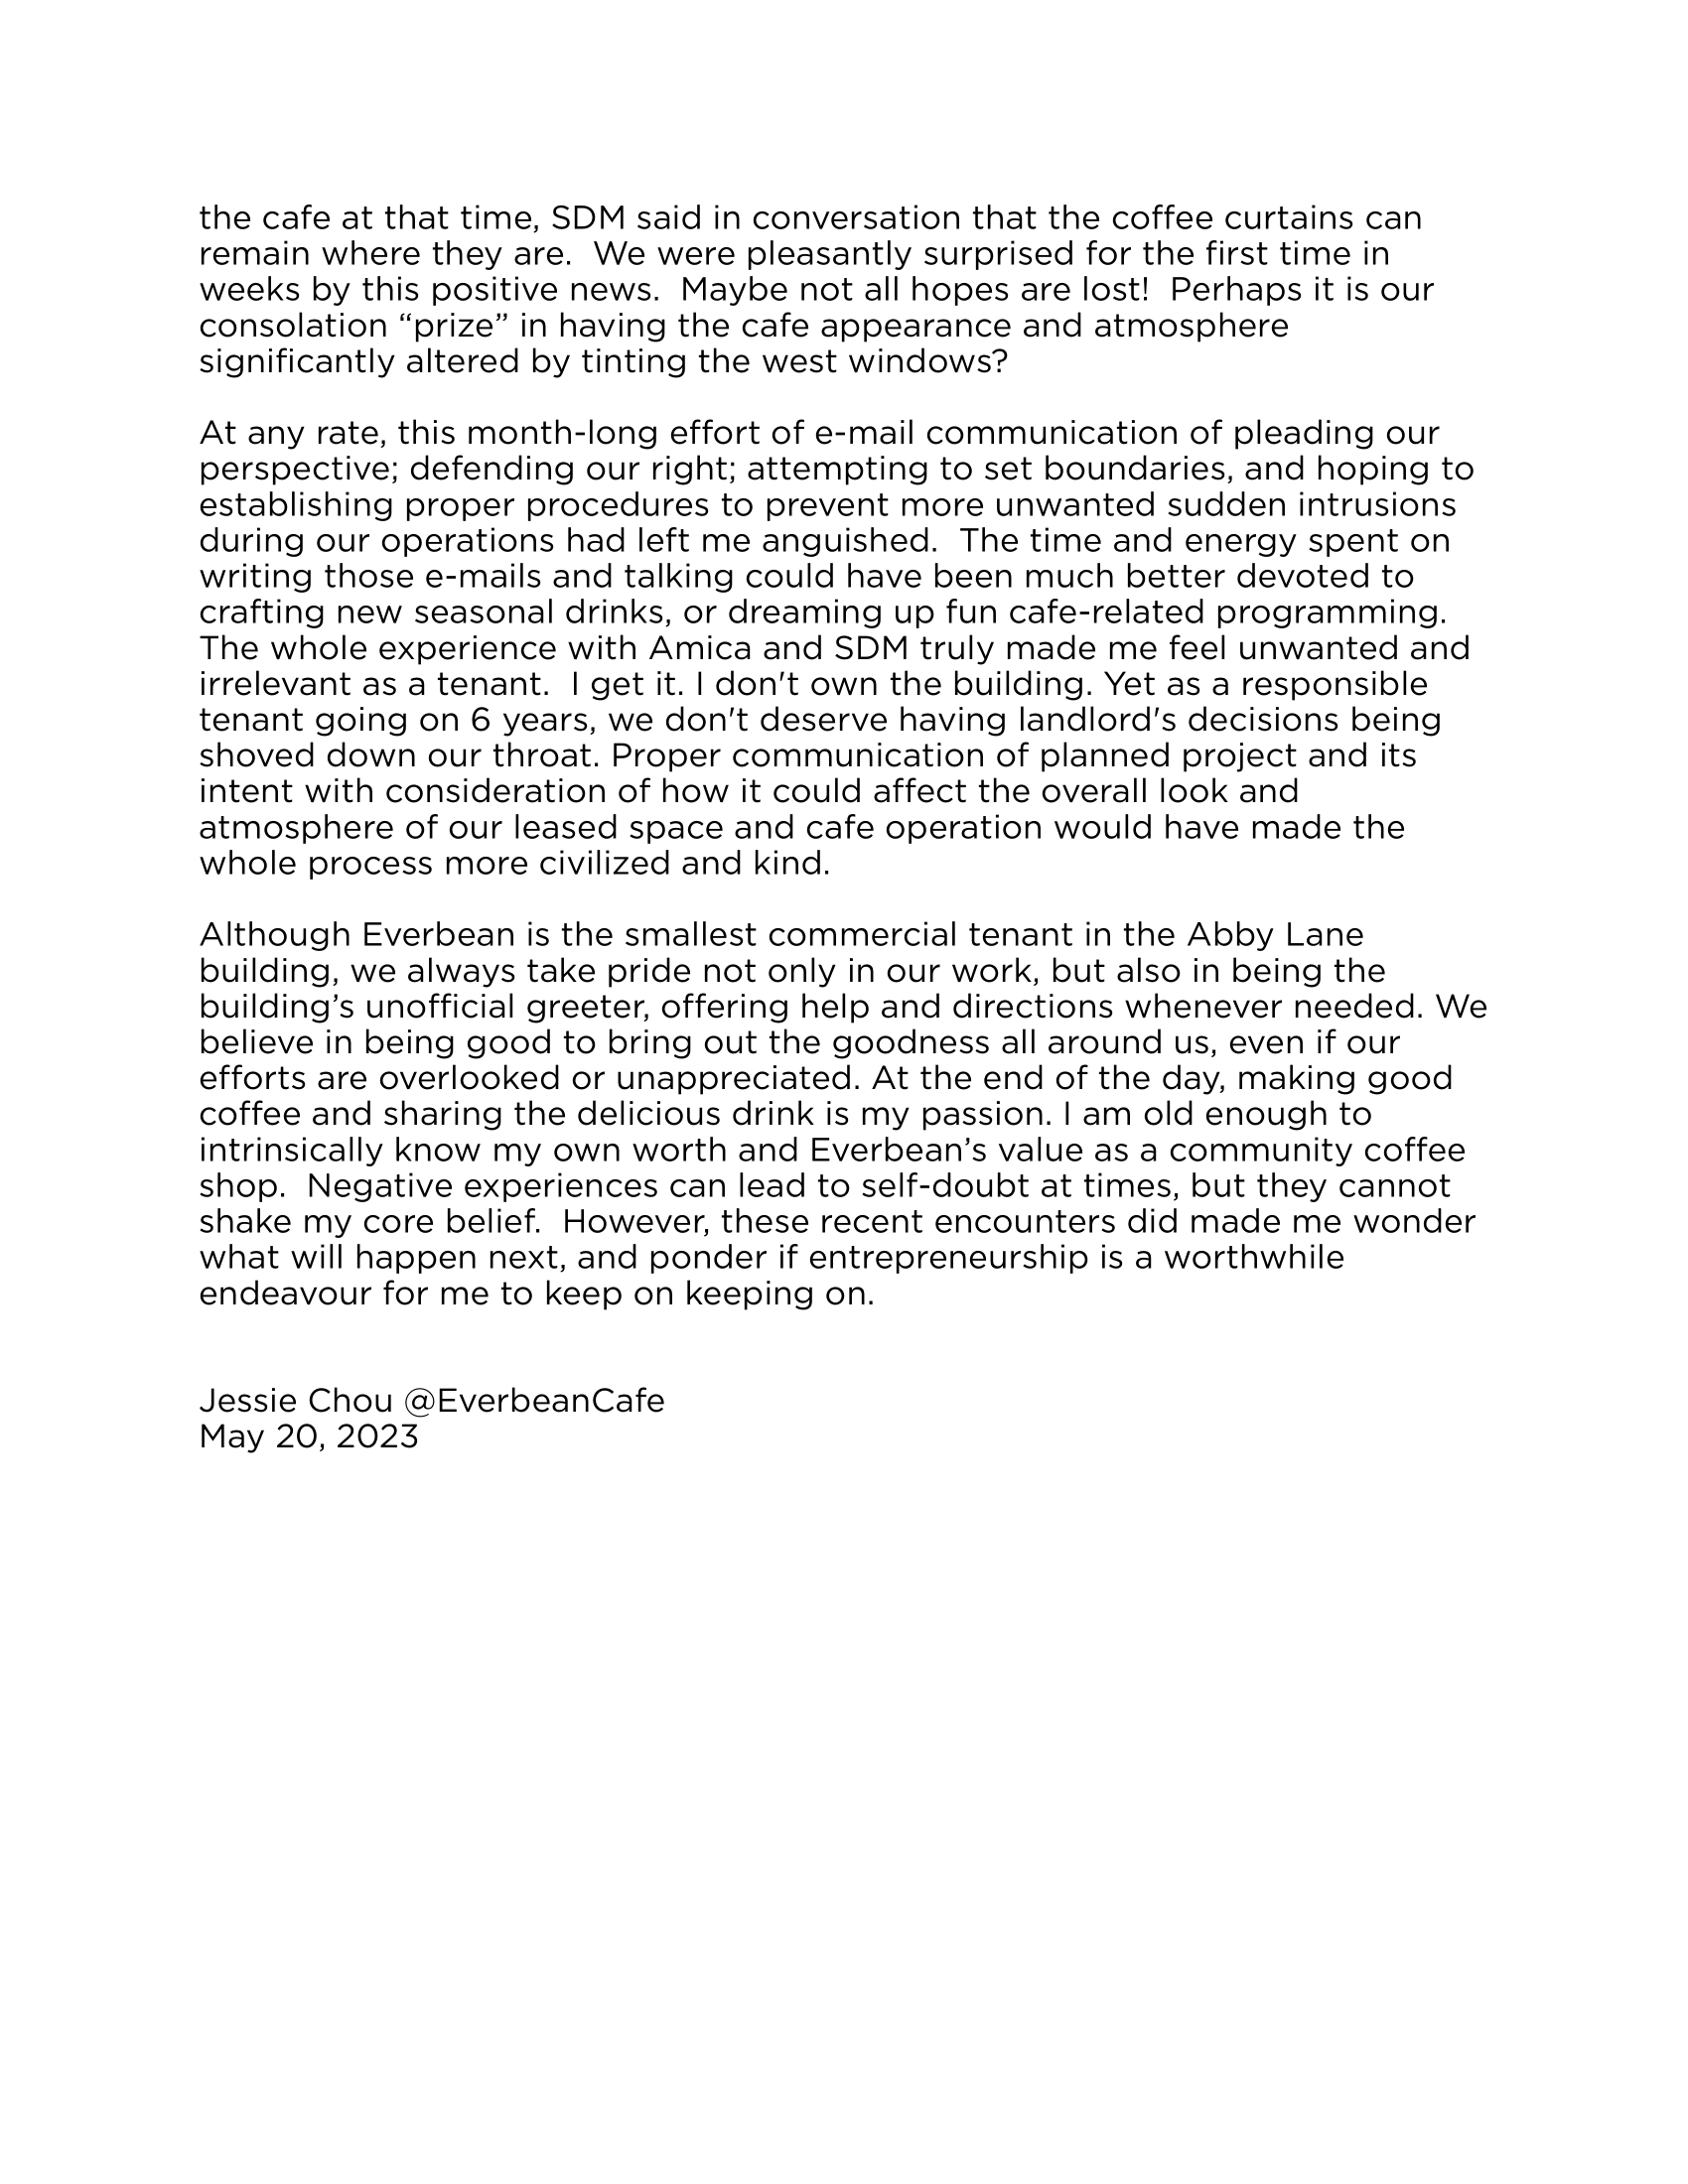 the cafe at that time, SDM said in conversation that the coffee curtains can
remain where they are.  We were pleasantly surprised for the first time in
weeks by this positive news.  Maybe not all hopes are lost!  Perhaps it is our
consolation “prize” in having the cafe appearance and atmosphere
significantly altered by tinting the west windows?

At any rate, this month-long effort of e-mail communication of pleading our
perspective; defending our right; attempting to set boundaries, and hoping to
establishing proper procedures to prevent more unwanted sudden intrusions
during our operations had left me anguished.  The time and energy spent on
writing those e-mails and talking could have been much better devoted to
crafting new seasonal drinks, or dreaming up fun cafe-related programming.
The whole experience with Amica and SDM truly made me feel unwanted and
irrelevant as a tenant.  I get it. I don't own the building. Yet as a responsible
tenant going on 6 years, we don't deserve having landlord's decisions being
shoved down our throat. Proper communication of planned project and its
intent with consideration of how it could affect the overall look and
atmosphere of our leased space and cafe operation would have made the
whole process more civilized and kind.

Although Everbean is the smallest commercial tenant in the Abby Lane
building, we always take pride not only in our work, but also in being the
building’s unofficial greeter, offering help and directions whenever needed. We
believe in being good to bring out the goodness all around us, even if our
efforts are overlooked or unappreciated. At the end of the day, making good
coffee and sharing the delicious drink is my passion. I am old enough to
intrinsically know my own worth and Everbean’s value as a community coffee
shop.  Negative experiences can lead to self-doubt at times, but they cannot
shake my core belief.  However, these recent encounters did made me wonder
what will happen next, and ponder if entrepreneurship is a worthwhile
endeavour for me to keep on keeping on.

Jessie Chou @EverbeanCafe
May 20, 2023